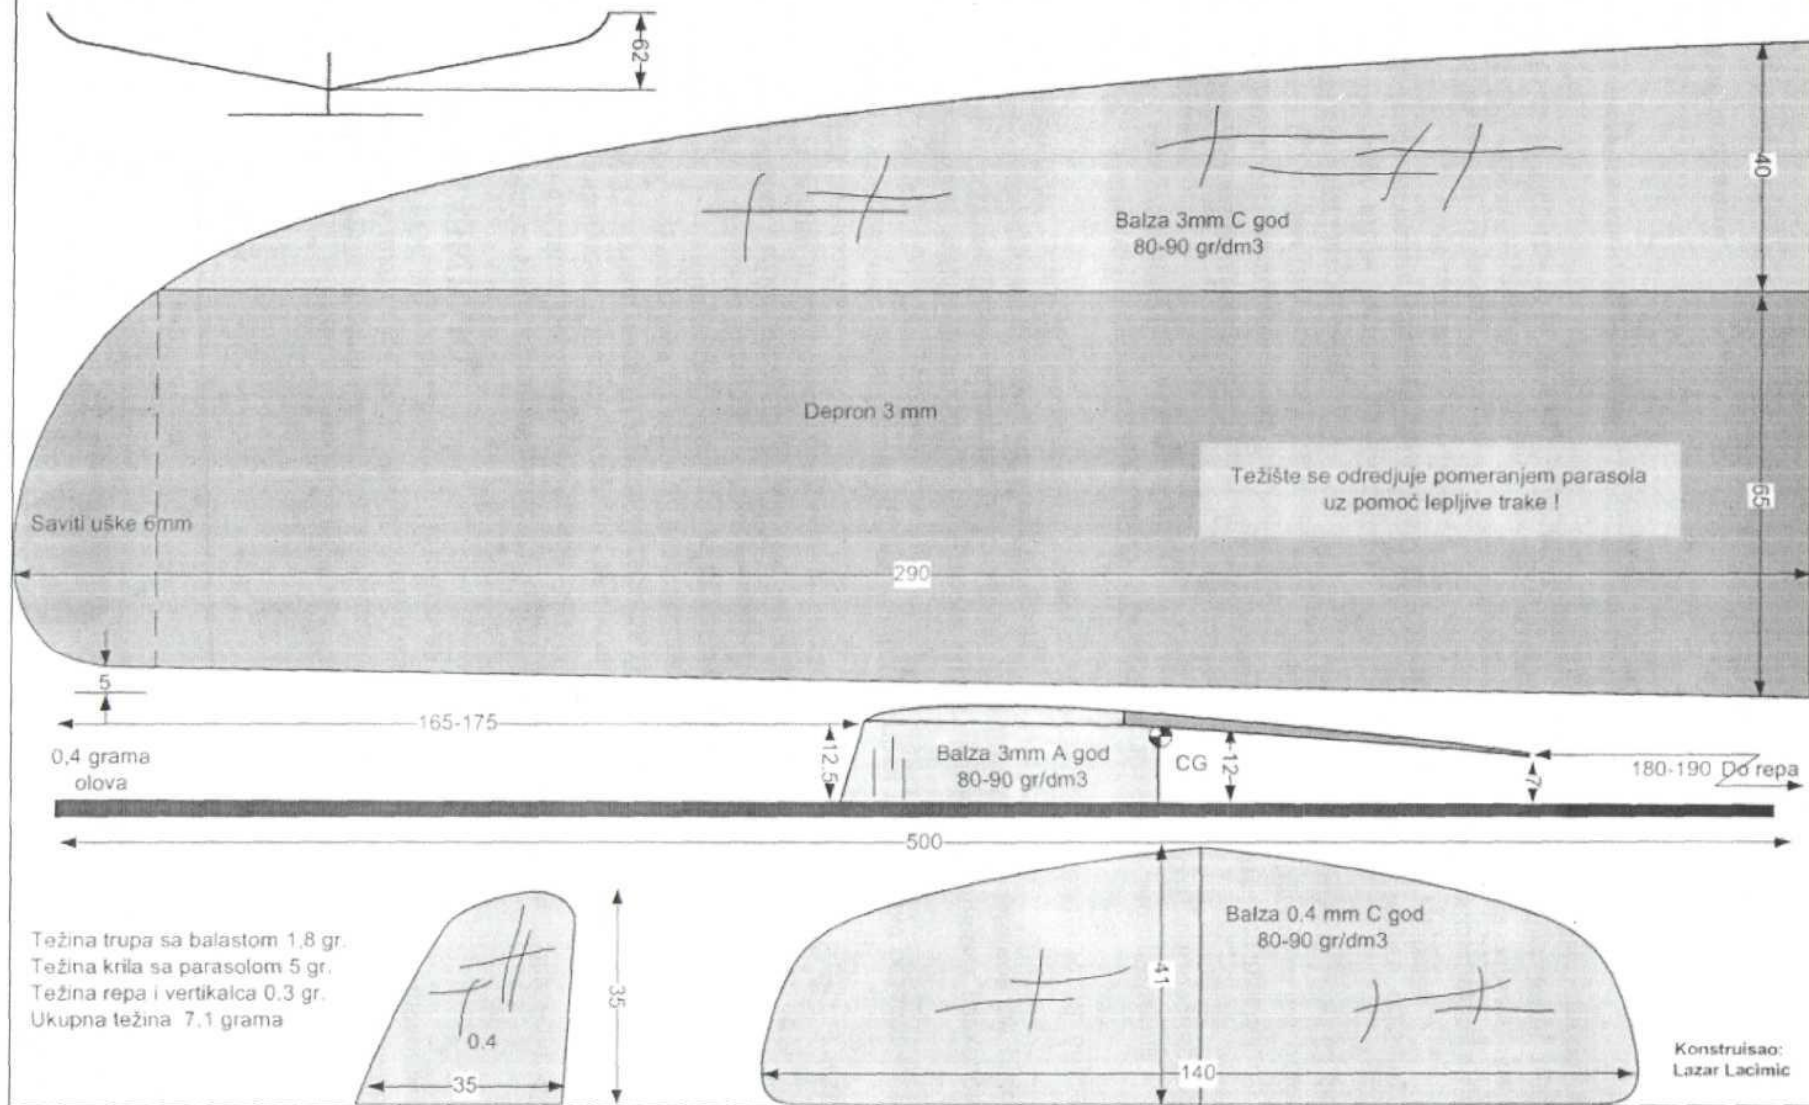 62
40
Balza 3mm C god
80-90 gr/dm3
Depron 3 mm
Težište se odredjuje pomeranjem parasola
uz pomoć lepljive trake !
65
Saviti uške 6mm
290
5
165-175
0,4 grama
olova
12.5
Balza 3mm A god
80-90 gr/dm3
CG
12
7
180-190 Do repa
500
Težina trupa sa balastom 1,8 gr.
Težina krila sa parasolom 5 gr.
Težina repa i vertikalca 0.3 gr.
Ukupna težina 7,1 grama
0.4
35
35
Balza 0.4 mm C god
80-90 gr/dm3
41
140
Konstruisao:
Lazar Lacimic